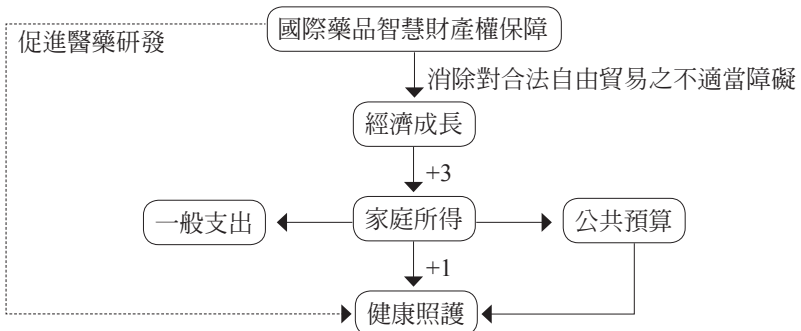 國際藥品智慧財產權保障
促進醫藥研發
消除對合法自由貿易之不適當障礙
經濟成長
+3
一般支出
家庭所得
公共預算
+1
健康照護